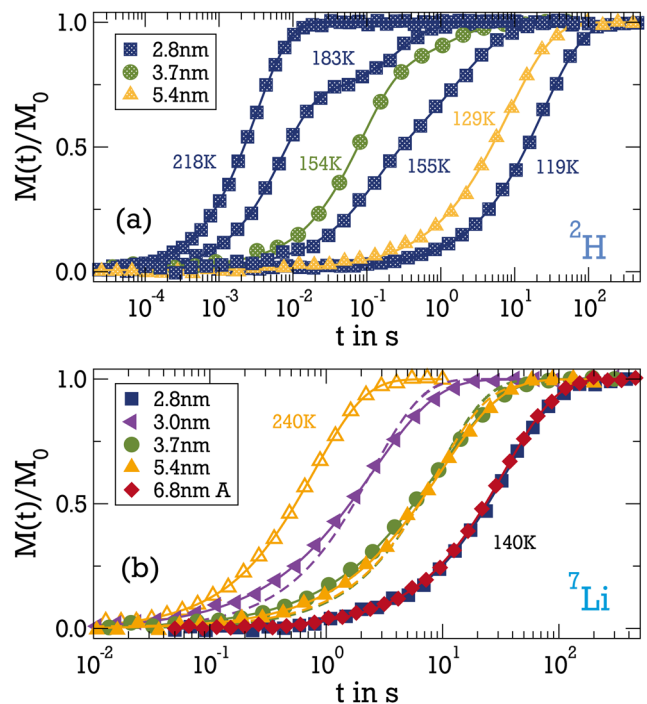 M(t)/M0
1.0
0.5
0.0
2.8nm
3.7nm
5.4nm
183K
218K
154K
155K
129K
119K
(a)
2H
10-4
10-3
10-2
10-1
100
101
102
t in s
M(t)/M0
1.0
0.5
0.0
2.8nm
3.0nm
3.7nm
5.4nm
6.8nm A
240K
140K
(b)
7Li
10-2
10-1
100
101
102
t in s